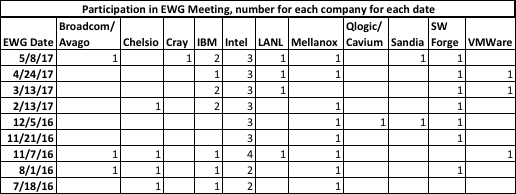 Participation in EWG Meeting, number for each company for each date
Broadcom/ Qlogic/ SW
EWG Date Avago Chelsio Cray IBM Intel LANL Mellanox Cavium Sandia Forge VMWare
5/8/17 1 1 2 3 1 1 1 1
4/24/17 1 3 1 1 1 1
3/13/17 2 3 1 1 1
2/13/17 1 2 3 1 1
12/5/16 3 1 1 1 1
11/21/16 3 1 1
11/7/16 1 1 1 4 1 1 1
8/1/16 1 1 1 2 1 1
7/18/16 1 1 2 1